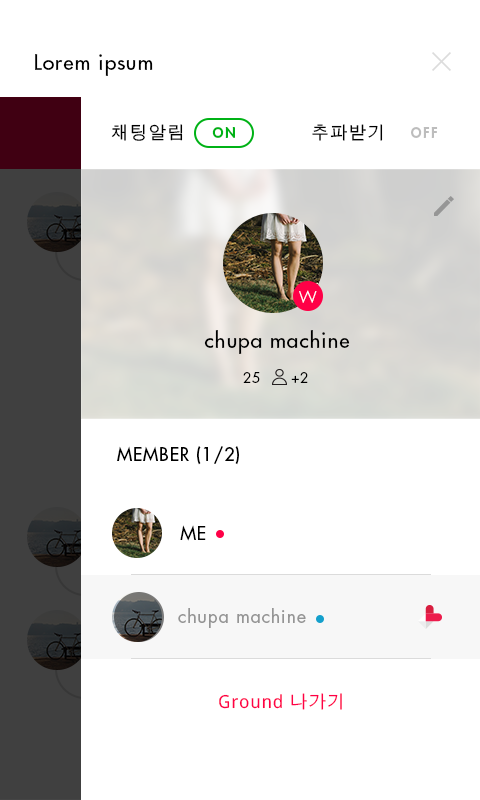 Lorem ipsum
채팅알림 ON 추파받기 OFF
W
chupa machine
25 +2
MEMBER (1/2)
ME
chupa machine
Ground 나가기